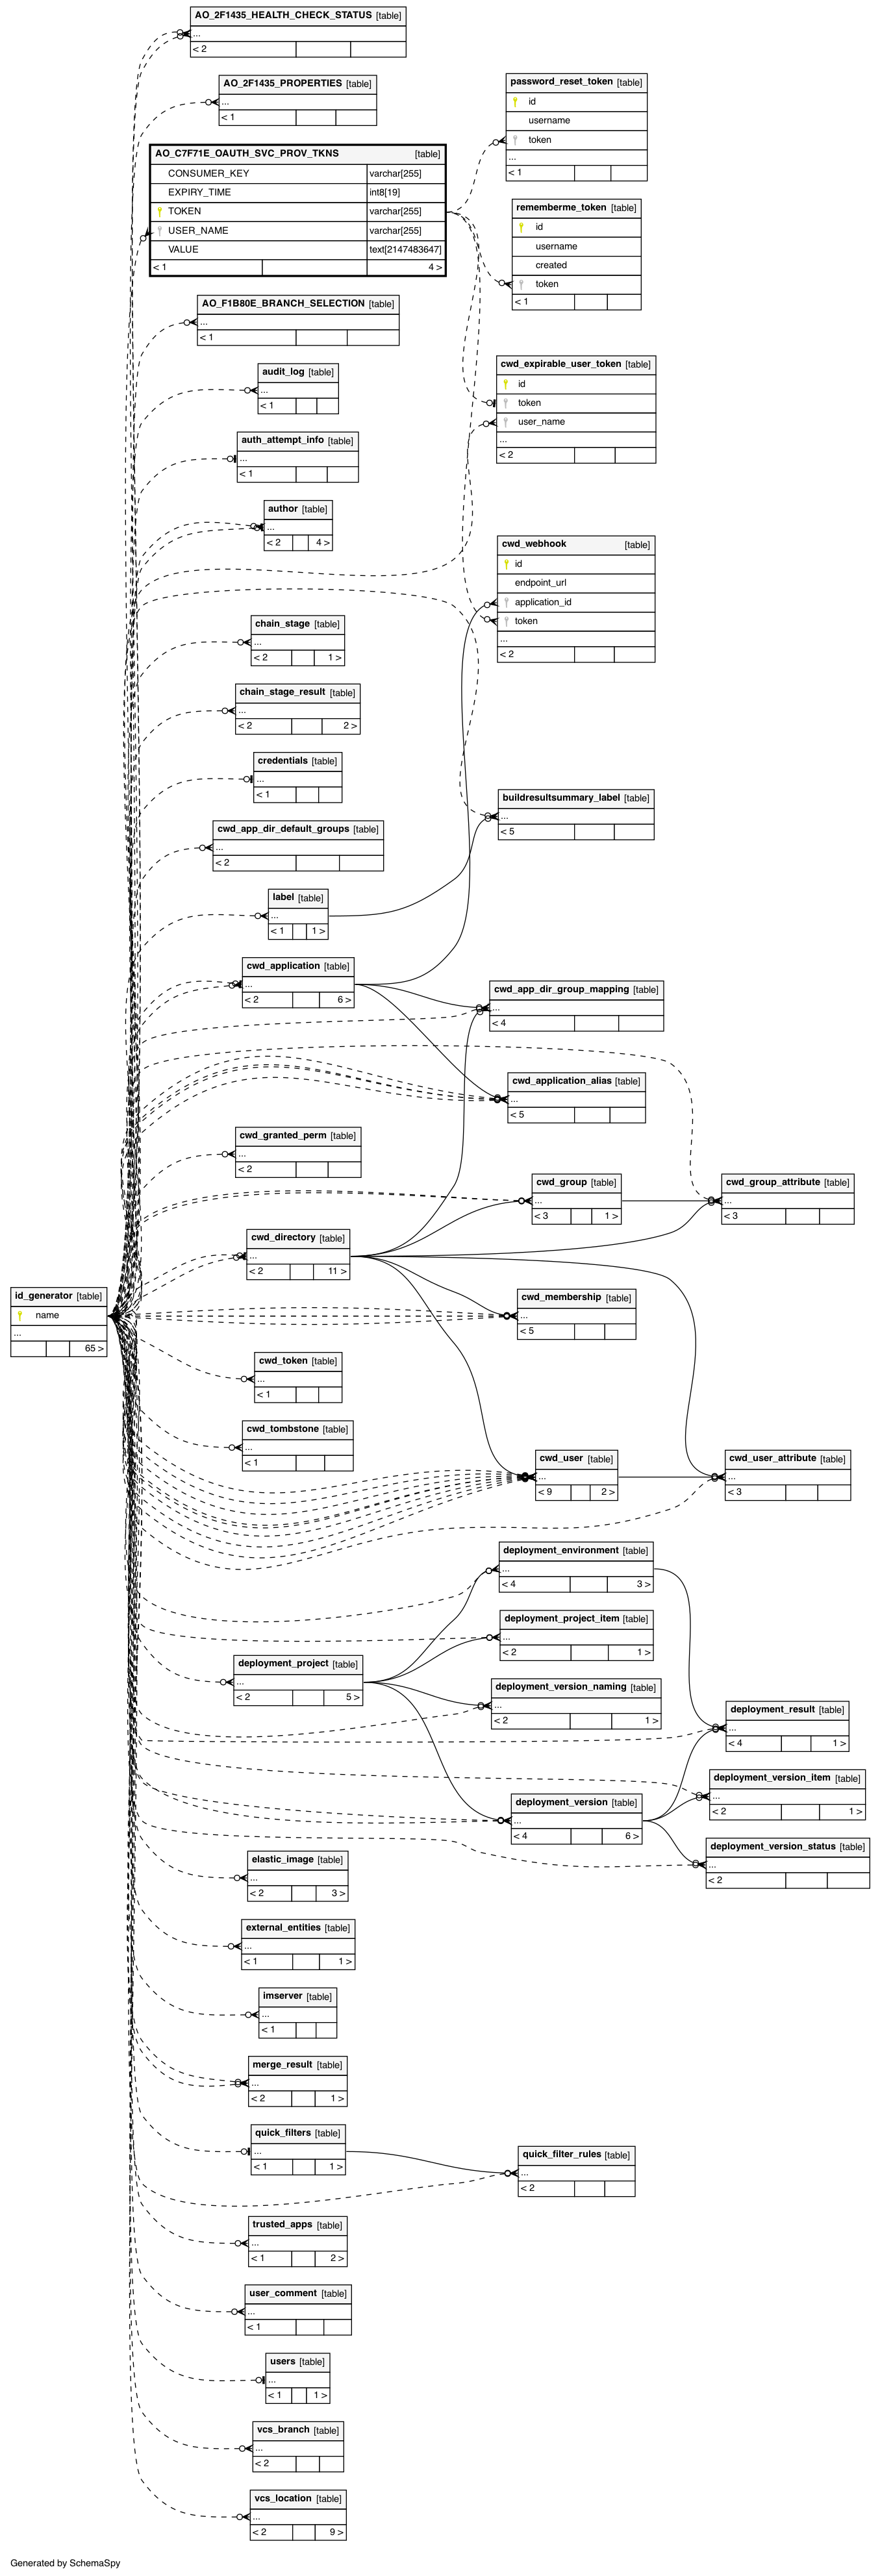 AO_2F1435_HEALTH_CHECK_STATUS [table]
...
< 2
AO_2F1435_PROPERTIES [table]
...
< 1
AO_C7F71E_OAUTH_SVC_PROV_TKNS [table]
CONSUMER_KEY varchar[255]
EXPIRY_TIME int8[19]
TOKEN varchar[255]
USER_NAME varchar[255]
VALUE text[2147483647]
< 1 4 >
AO_F1B80E_BRANCH_SELECTION [table]
...
< 1
audit_log [table]
...
< 1
auth_attempt_info [table]
...
< 1
author [table]
...
< 2 4 >
chain_stage [table]
...
< 2 1 >
chain_stage_result [table]
...
< 2 2 >
credentials [table]
...
< 1
cwd_app_dir_default_groups [table]
...
< 2
label [table]
...
< 1 1 >
cwd_application [table]
...
< 2 6 >
cwd_granted_perm [table]
...
< 2
cwd_directory [table]
...
< 2 11 >
id_generator [table]
name
...
65 >
cwd_token [table]
...
< 1
cwd_tombstone [table]
...
< 1
deployment_project [table]
...
< 2 5 >
elastic_image [table]
...
< 2 3 >
external_entities [table]
...
< 1 1 >
imserver [table]
...
< 1
merge_result [table]
...
< 2 1 >
quick_filters [table]
...
< 1 1 >
trusted_apps [table]
...
< 1 2 >
user_comment [table]
...
< 1
users [table]
...
< 1 1 >
vcs_branch [table]
...
< 2
vcs_location [table]
...
< 2 9 >
password_reset_token [table]
id
username
token
...
< 1
rememberme_token [table]
id
username
created
token
< 1
cwd_expirable_user_token [table]
id
token
user_name
...
< 2
cwd_webhook [table]
id
endpoint_url
application_id
token
...
< 2
buildresultsummary_label [table]
...
< 5
cwd_app_dir_group_mapping [table]
...
< 4
cwd_application_alias [table]
...
< 5
cwd_group [table]
...
< 3 1 >
cwd_membership [table]
...
< 5
cwd_user [table]
...
< 9 2 >
deployment_environment [table]
...
< 4 3 >
deployment_project_item [table]
...
< 2 1 >
deployment_version_naming [table]
...
< 2 1 >
deployment_version [table]
...
< 4 6 >
quick_filter_rules [table]
...
< 2
cwd_group_attribute [table]
...
< 3
cwd_user_attribute [table]
...
< 3
deployment_result [table]
...
< 4 1 >
deployment_version_item [table]
...
< 2 1 >
deployment_version_status [table]
...
< 2
Generated by SchemaSpy